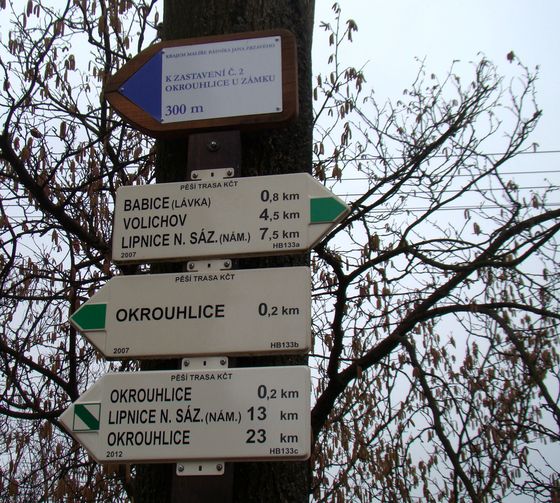 KRAJEM MALÍŘE BÁSNÍKA JANA ZRZAVÉHO
K ZASTAVENÍ Č. 2
OKROUHLICE U ZÁMKU
300 m
PĚŠÍ TRASA KČT
BABICE (LÁVKA) 0,8 km
VOLICHOV 4,5 km
LIPNICE N. SÁZ. (NÁM.) 7,5 km
2007 HB133a
PĚŠÍ TRASA KČT
OKROUHLICE 0,2 km
2007 HB133b
PĚŠÍ TRASA KČT
OKROUHLICE 0,2 km
LIPNICE N. SÁZ. (NÁM.) 13 km
OKROUHLICE 23 km
2012 HB133c